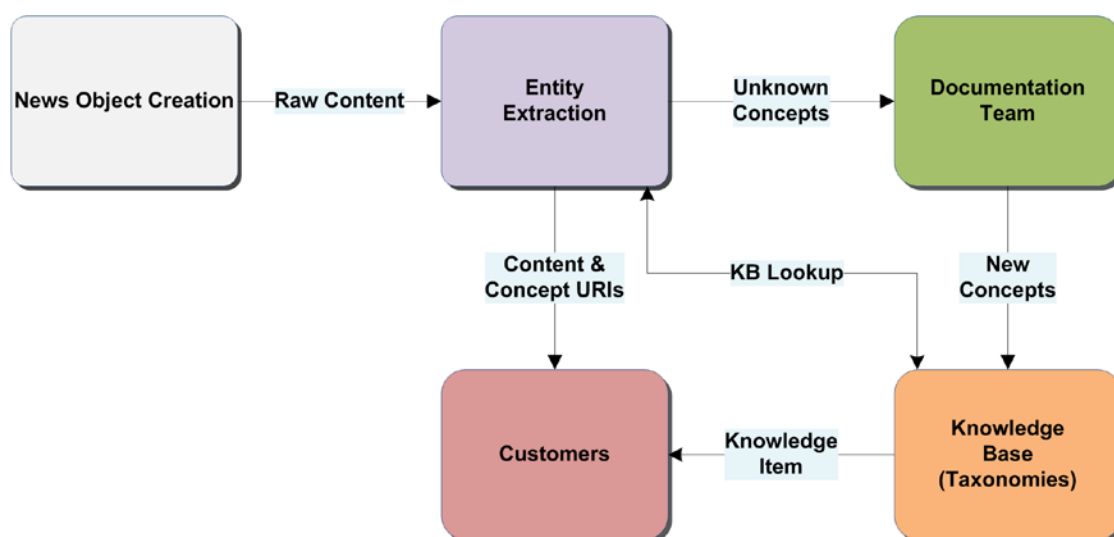 News Object Creation
Raw Content
Entity
Extraction
Unknown
Concepts
Documentation
Team
Content &
Concept URIs
KB Lookup
New
Concepts
Customers
Knowledge
Item
Knowledge
Base
(Taxonomies)